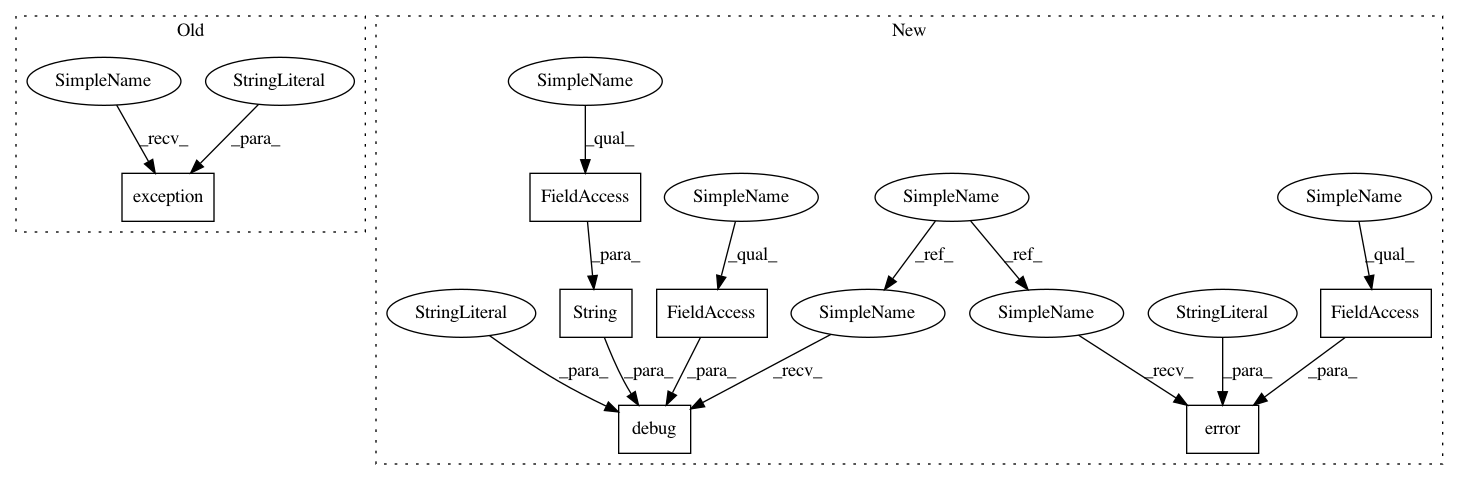 Old
New
SimpleName
StringLiteral
SimpleName
_recv_
_para_
_qual_
exception
FieldAccess
SimpleName
SimpleName
SimpleName
_para_
_qual_
_ref_
_ref_
_qual_
StringLiteral
String
FieldAccess
SimpleName
SimpleName
StringLiteral
FieldAccess
_para_
_para_
_para_
_recv_
_recv_
_para_
_para_
debug
error